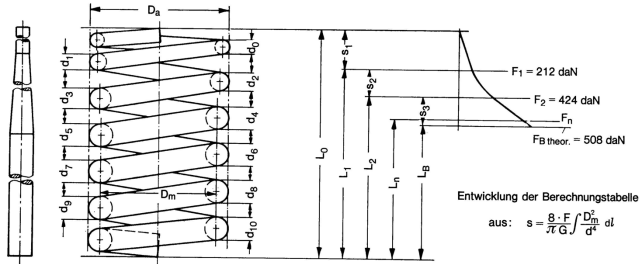 Dₐ
d₀
d₁
d₂
d₃
d₄
d₅
d₆
d₇
Dₘ
d₈
d₉
d₁₀
L₀
s₁
L₁
s₂
L₂
s₃
Lₙ
L_B
F₁ = 212 daN
F₂ = 424 daN
Fₙ
F_B theor. = 508 daN
Entwicklung der Berechnungstabelle
aus: s = 8 · F / π G ∫ Dₘ² / d⁴ dl